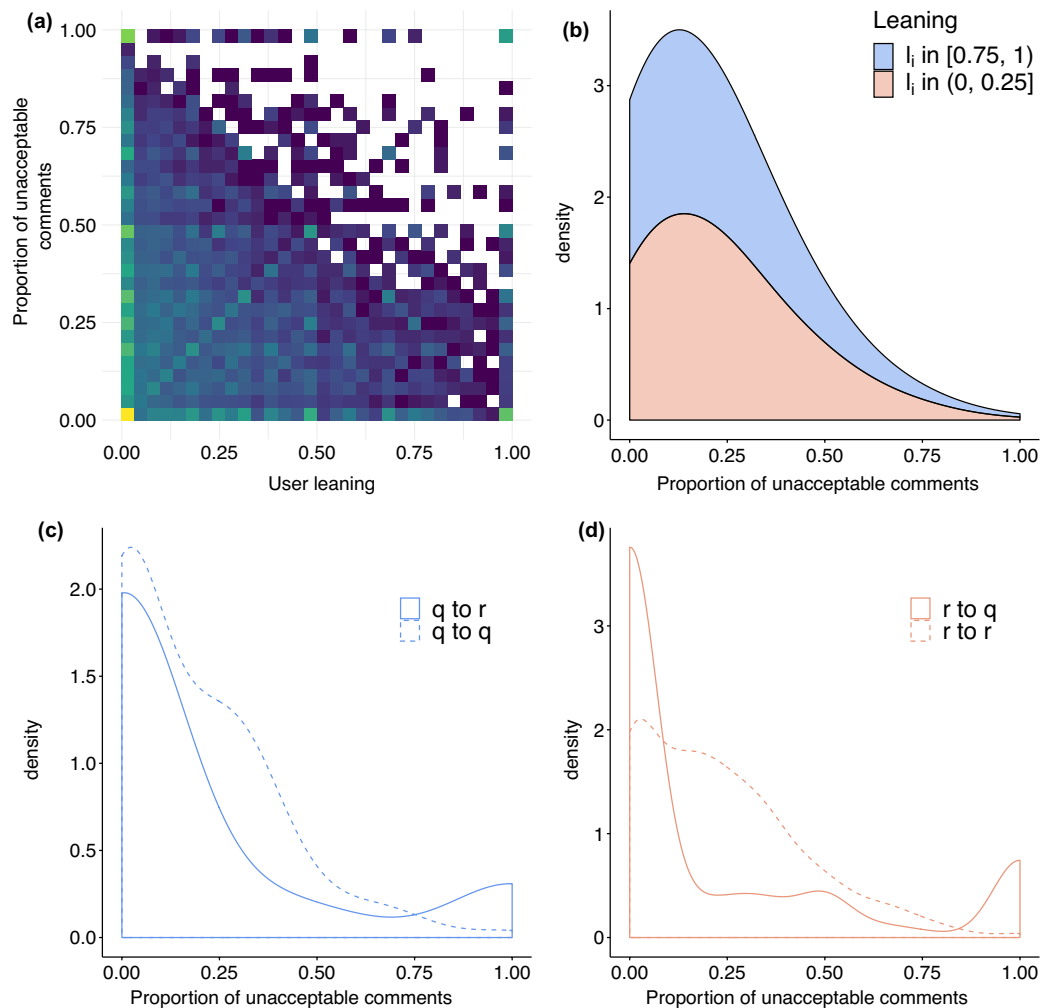 (a)
1.00
0.75
0.50
0.25
0.00
Proportion of unacceptable
comments
0.00 0.25 0.50 0.75 1.00
User leaning
(b)
Leaning
l_i in [0.75, 1)
l_i in (0, 0.25]
3
2
1
0
density
0.00 0.25 0.50 0.75 1.00
Proportion of unacceptable comments
(c)
q to r
q to q
2.0
1.5
1.0
0.5
0.0
density
0.00 0.25 0.50 0.75 1.00
Proportion of unacceptable comments
(d)
r to q
r to r
3
2
1
0
density
0.00 0.25 0.50 0.75 1.00
Proportion of unacceptable comments